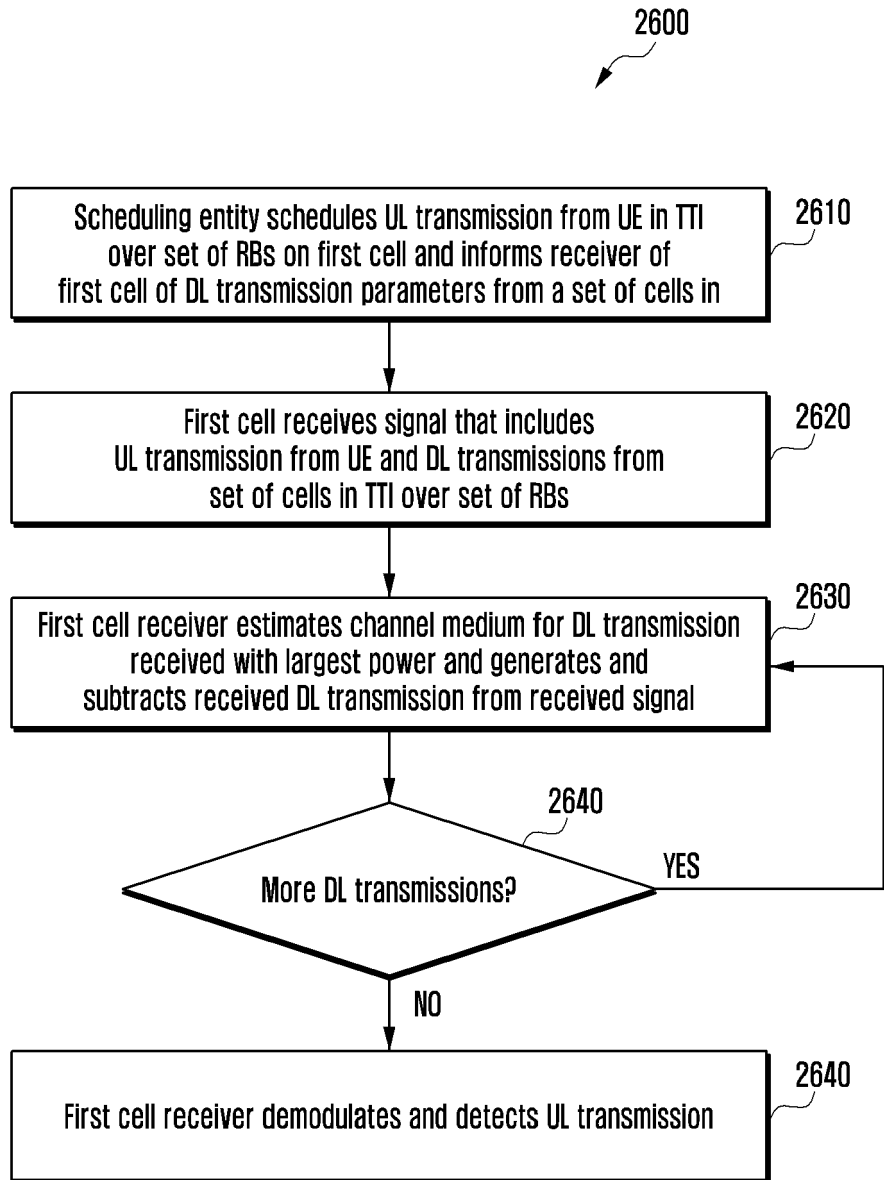 2600
Scheduling entity schedules UL transmission from UE in TTI
over set of RBs on first cell and informs receiver of
first cell of DL transmission parameters from a set of cells in
2610
First cell receives signal that includes
UL transmission from UE and DL transmissions from
set of cells in TTI over set of RBs
2620
First cell receiver estimates channel medium for DL transmission
received with largest power and generates and
subtracts received DL transmission from received signal
2630
2640
More DL transmissions?
YES
NO
First cell receiver demodulates and detects UL transmission
2640